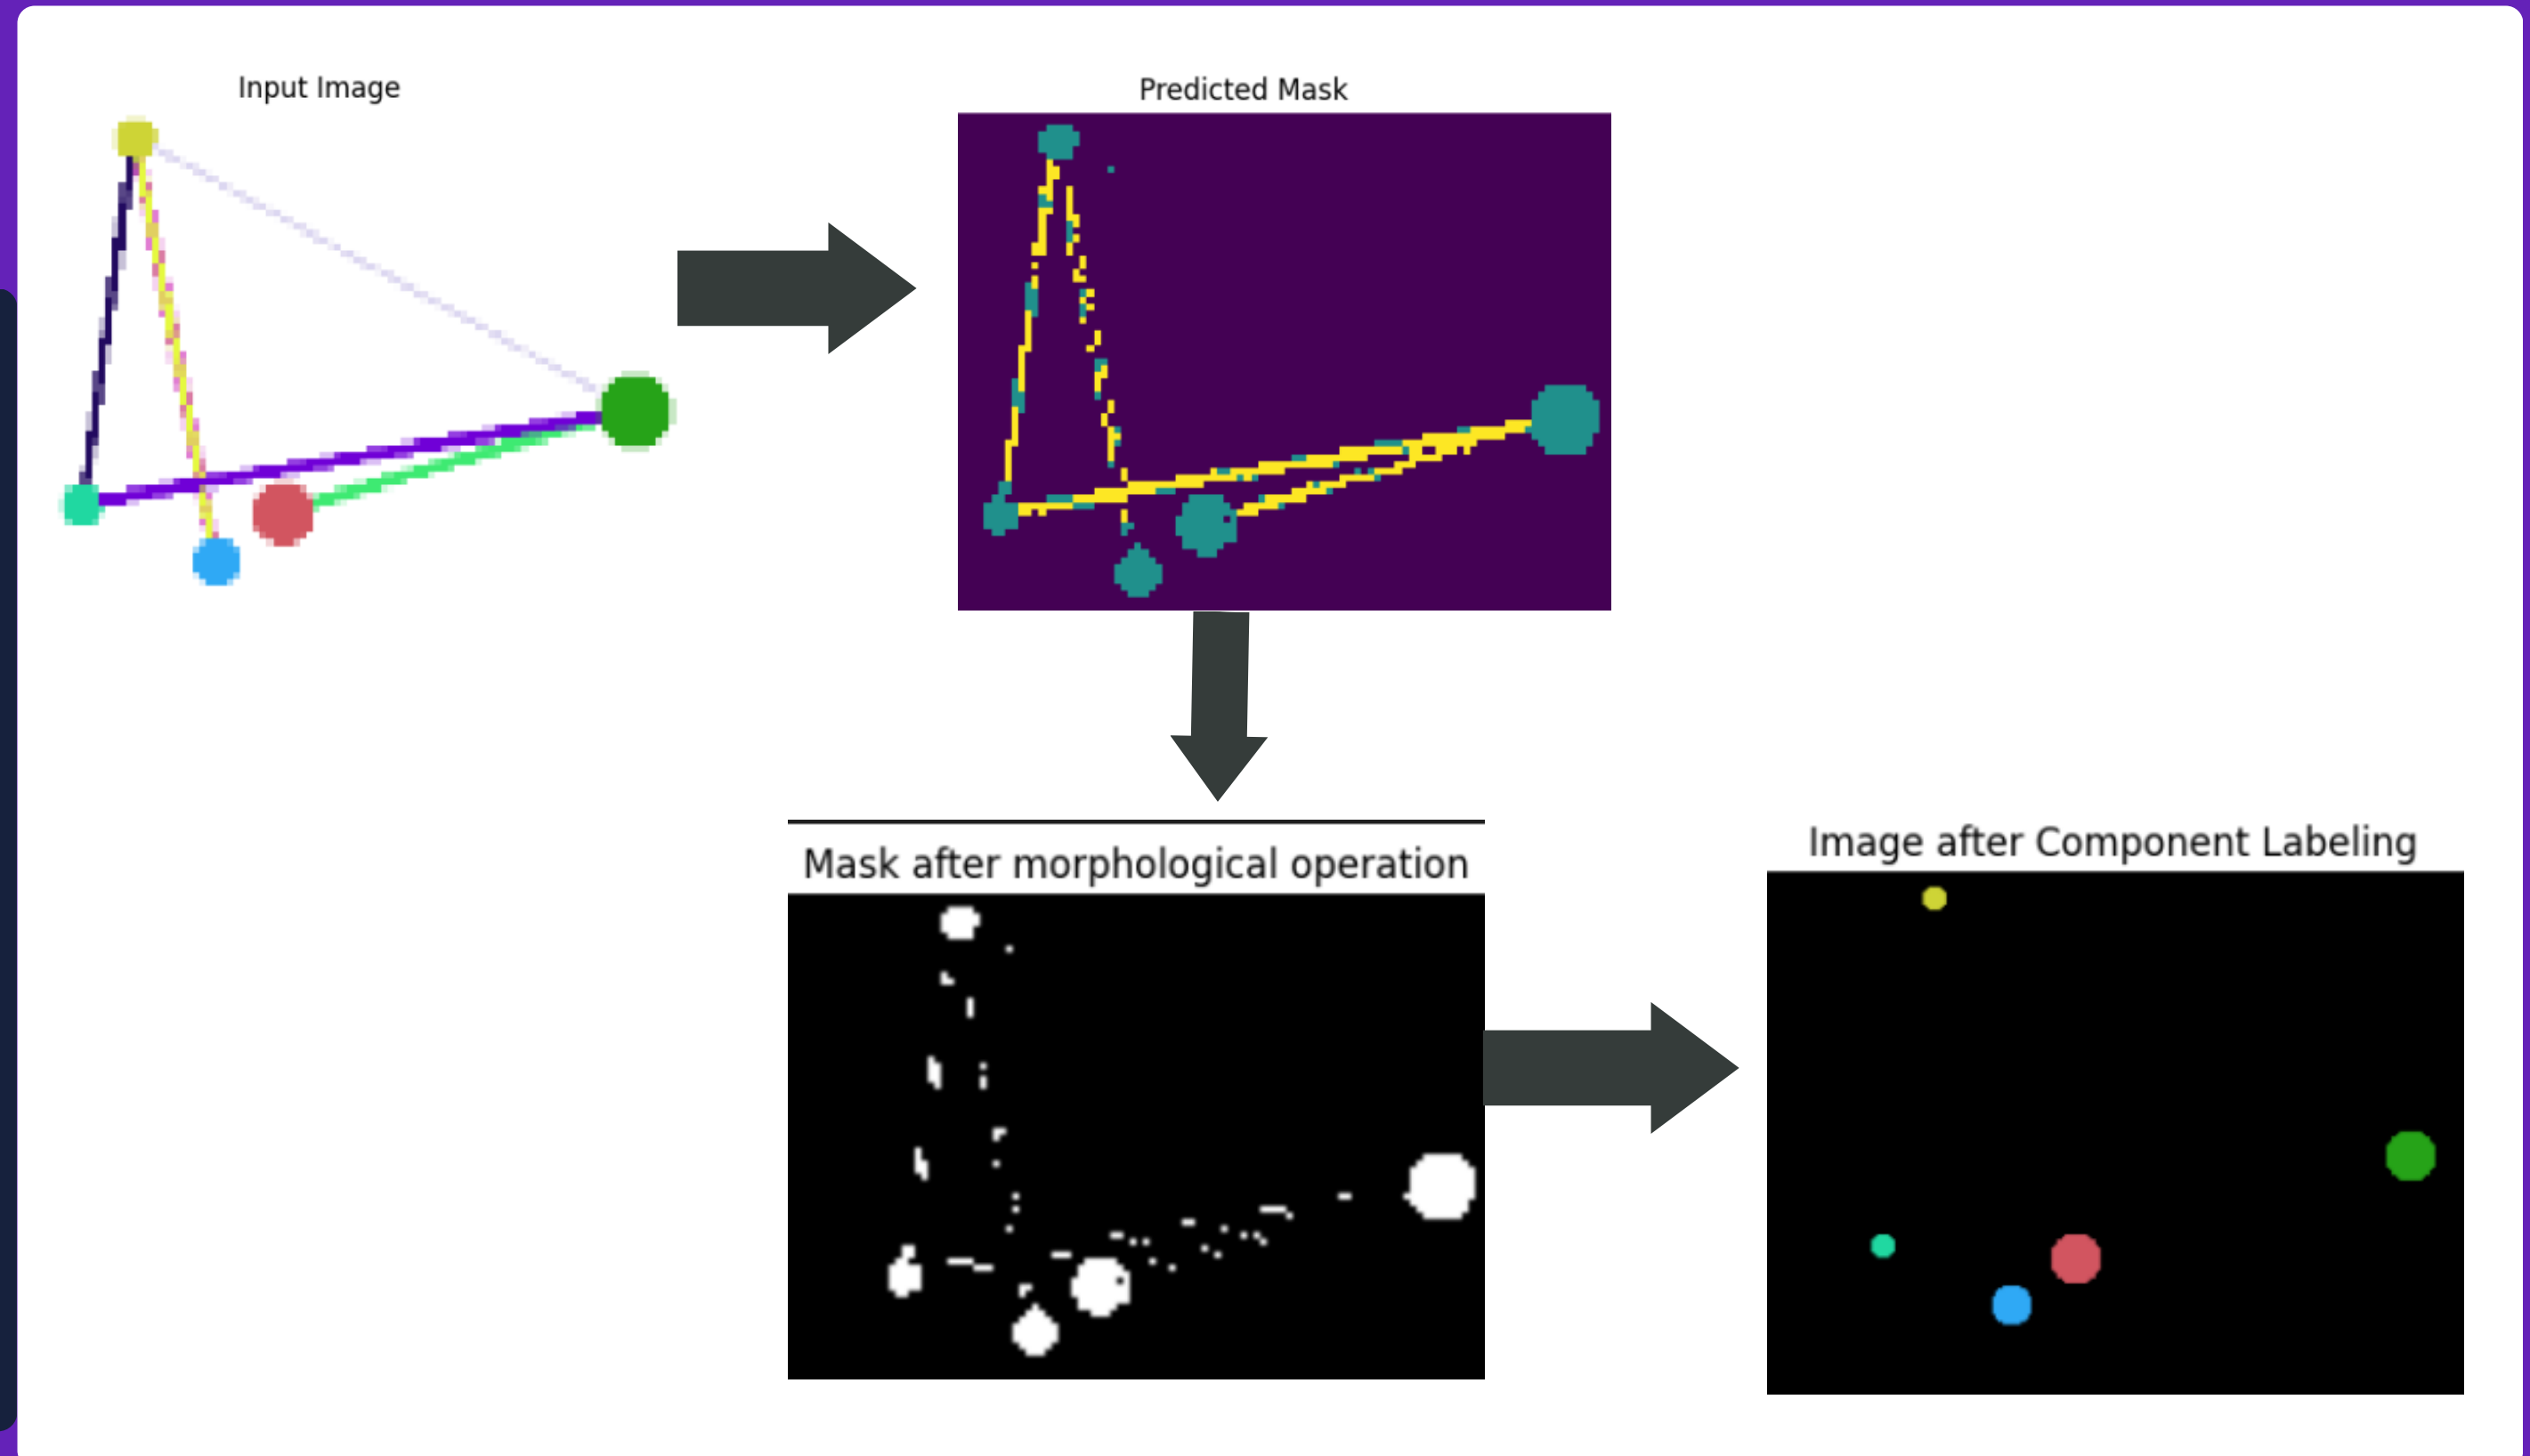 Input Image
Predicted Mask
Mask after morphological operation
Image after Component Labeling